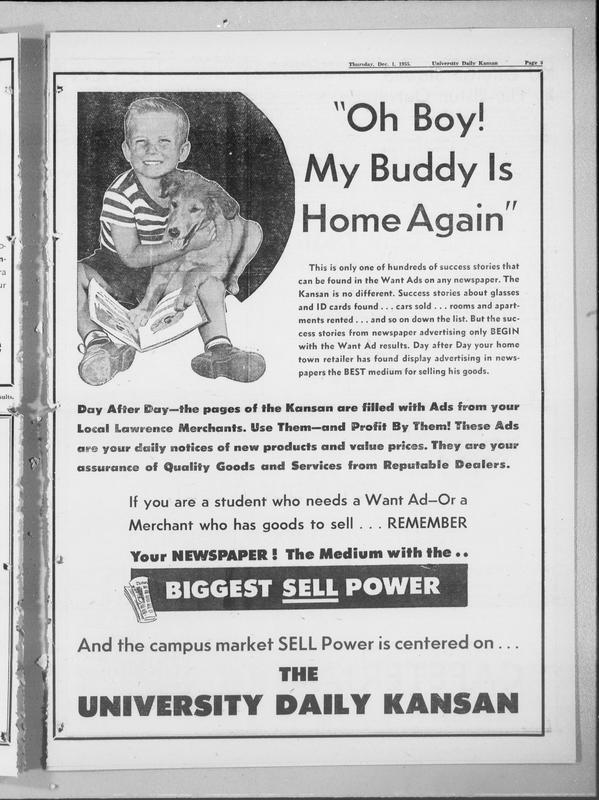 Thursday, Dec. 1, 1955. University Daily Kansan Page
"Oh Boy!
My Buddy Is
Home Again"
This is only one of hundreds of success stories that
can be found in the Want Ads on any newspaper. The
Kansan is no different. Success stories about glasses
and ID cards found . . . cars sold . . . rooms and apart-
ments rented . . . and so on down the list. But the suc-
cess stories from newspaper advertising only BEGIN
with the Want Ad results. Day after Day your home
town retailer has found display advertising in news-
papers the BEST medium for selling his goods.
Day After Day—the pages of the Kansan are filled with Ads from your
Local Lawrence Merchants. Use Them—and Profit By Them! These Ads
are your daily notices of new products and value prices. They are your
assurance of Quality Goods and Services from Reputable Dealers.
If you are a student who needs a Want Ad—Or a
Merchant who has goods to sell . . . REMEMBER
Your NEWSPAPER! The Medium with the . .
BIGGEST SELL POWER
And the campus market SELL Power is centered on . . .
THE
UNIVERSITY DAILY KANSAN